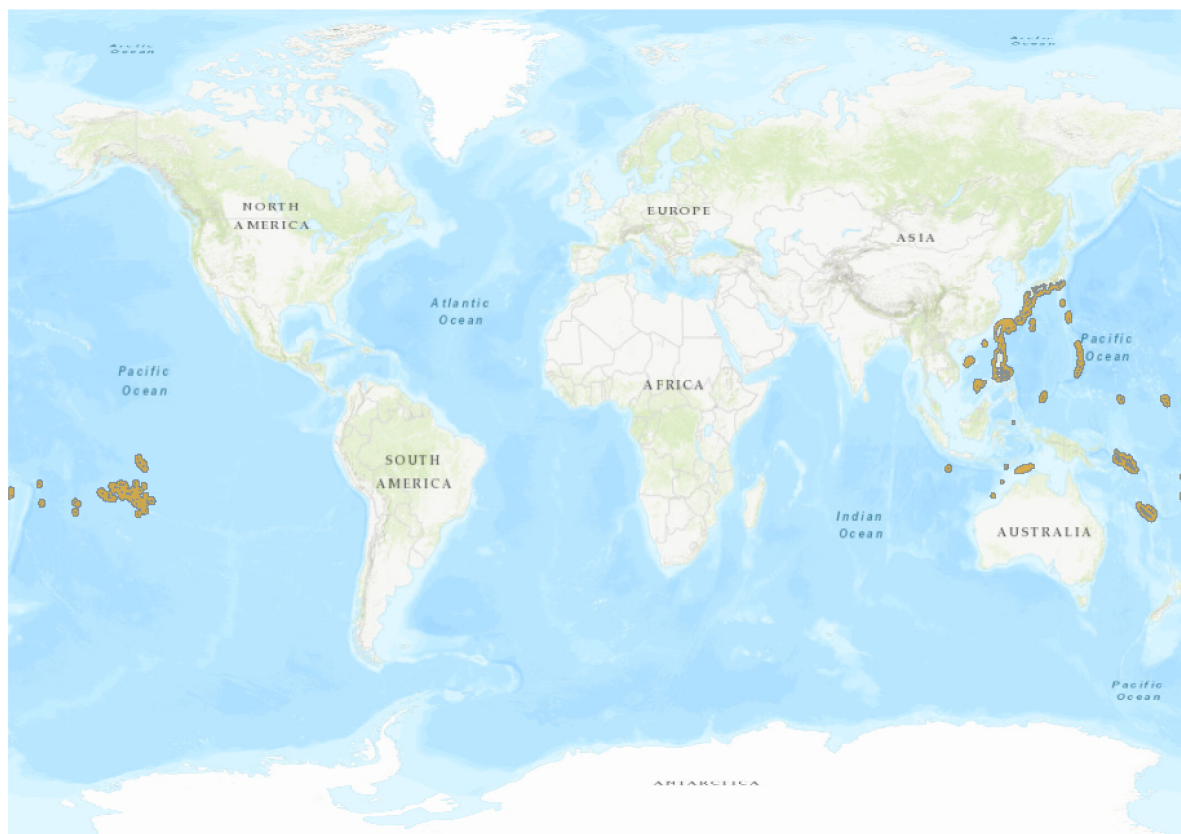 Arctic
Ocean
Arctic
Ocean
NORTH
AMERICA
EUROPE
ASIA
Atlantic
Ocean
Pacific
Ocean
Pacific
Ocean
AFRICA
SOUTH
AMERICA
Indian
Ocean
AUSTRALIA
Pacific
Ocean
ANTARCTICA